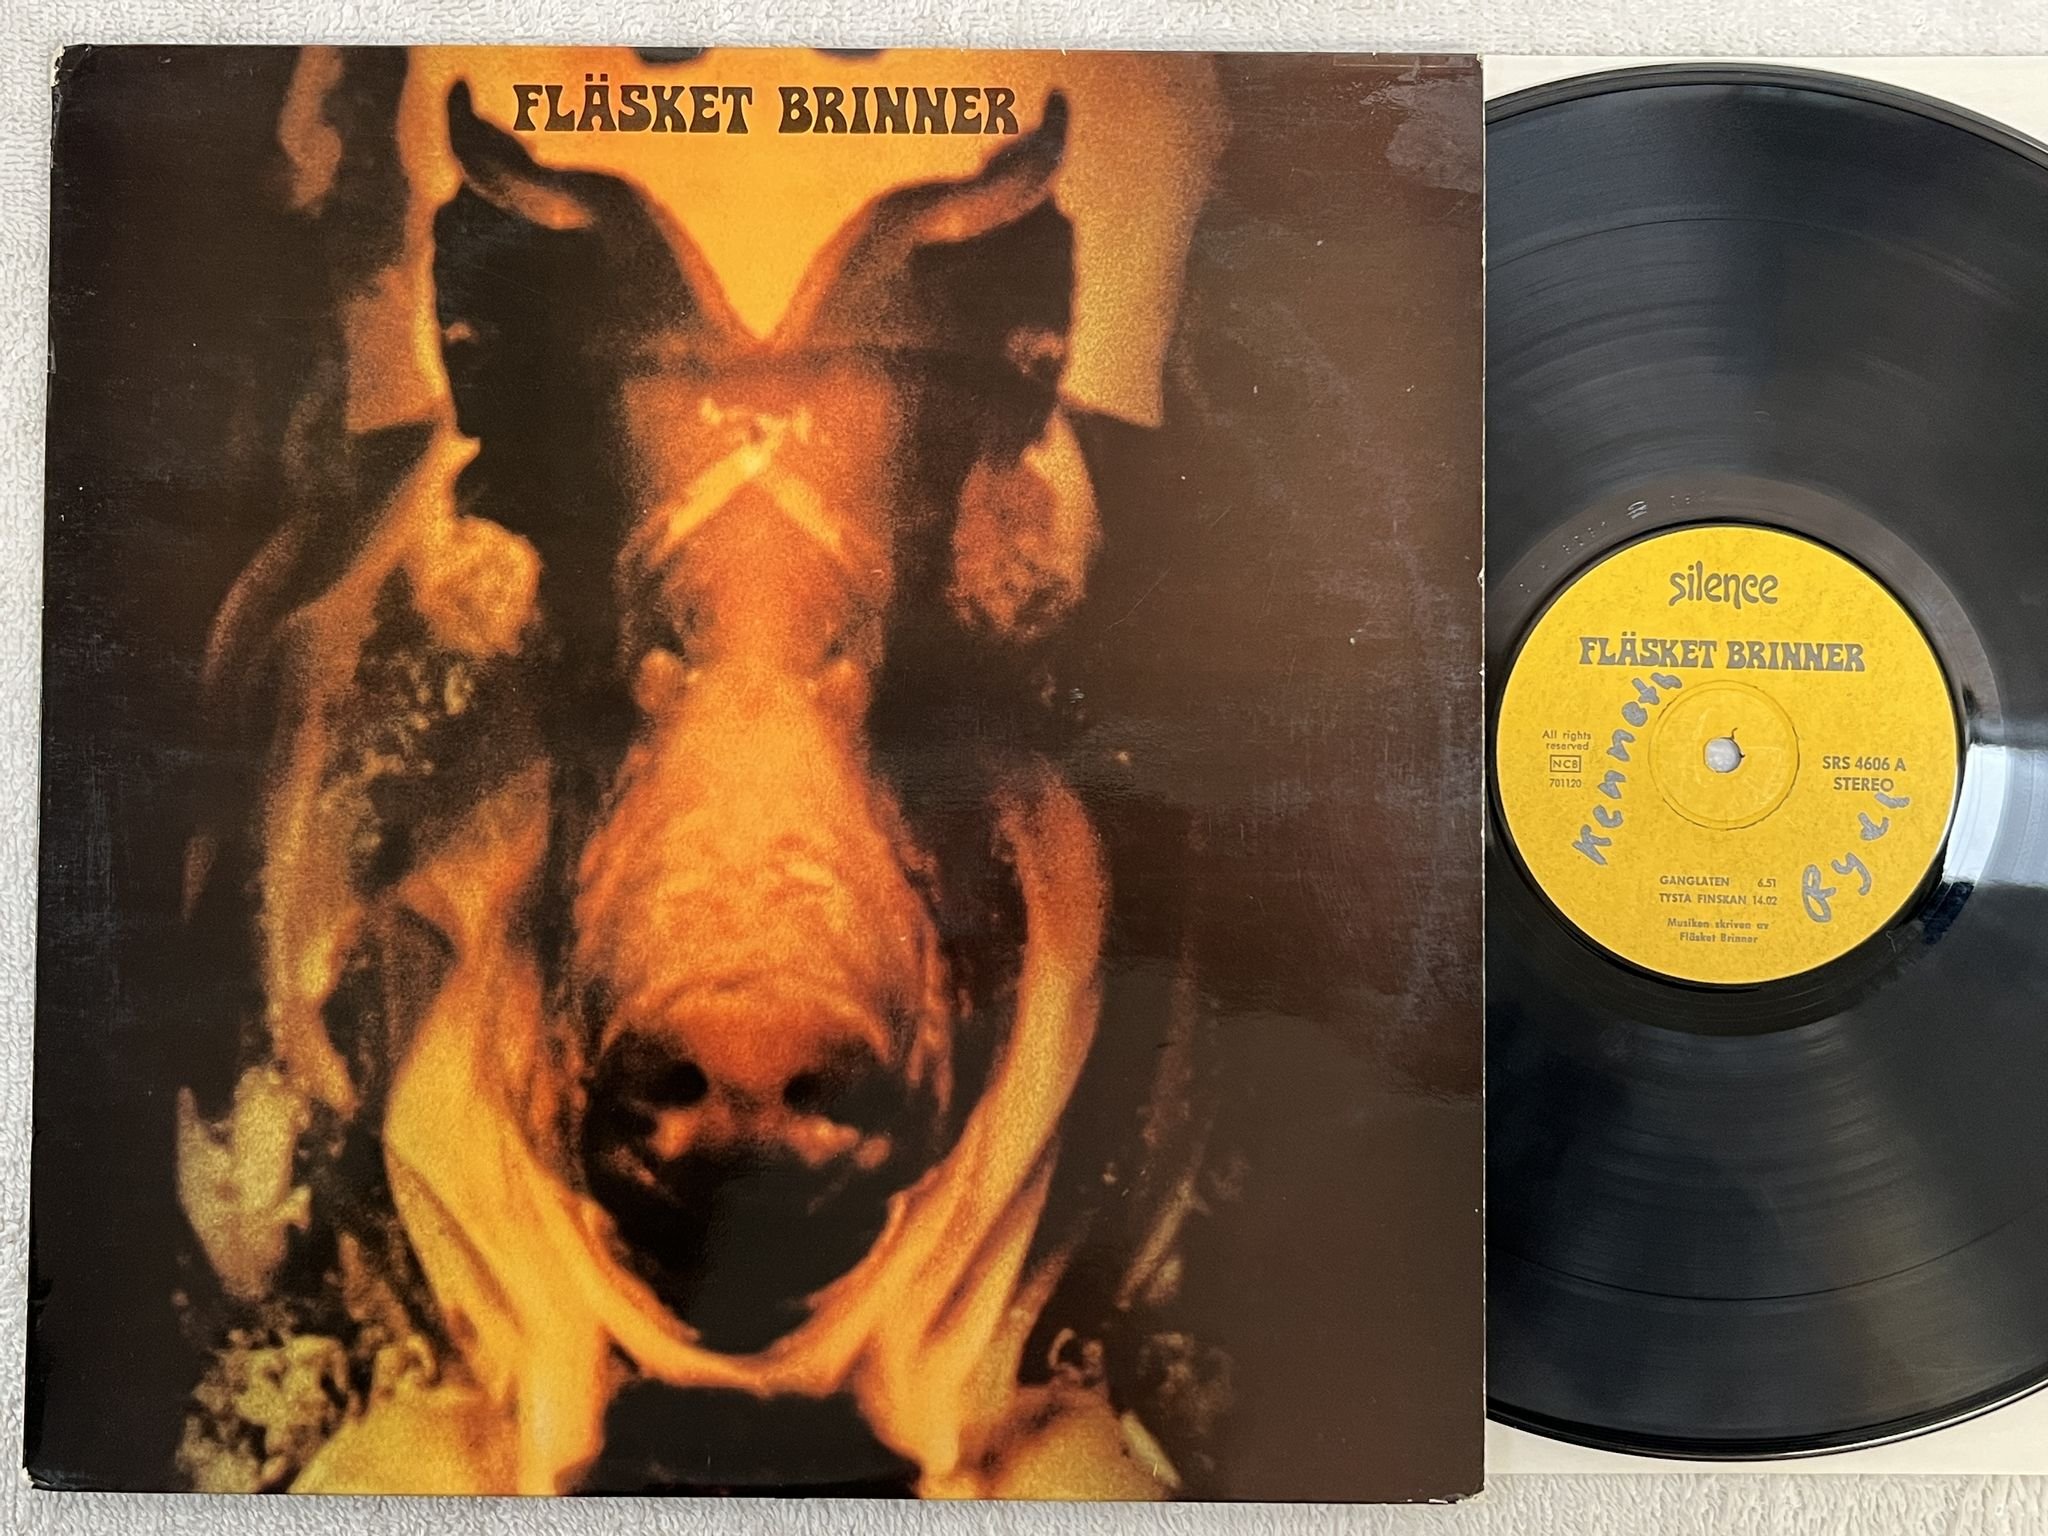 FLÄSKET BRINNER
silence
FLÄSKET BRINNER
Kenneth
All rights
reserved
NCB
701120
SRS 4606 A
STEREO
GANGLATEN 6.51
TYSTA FINSKAN 14.02
Musiken skriven av
Fläsket Brinner